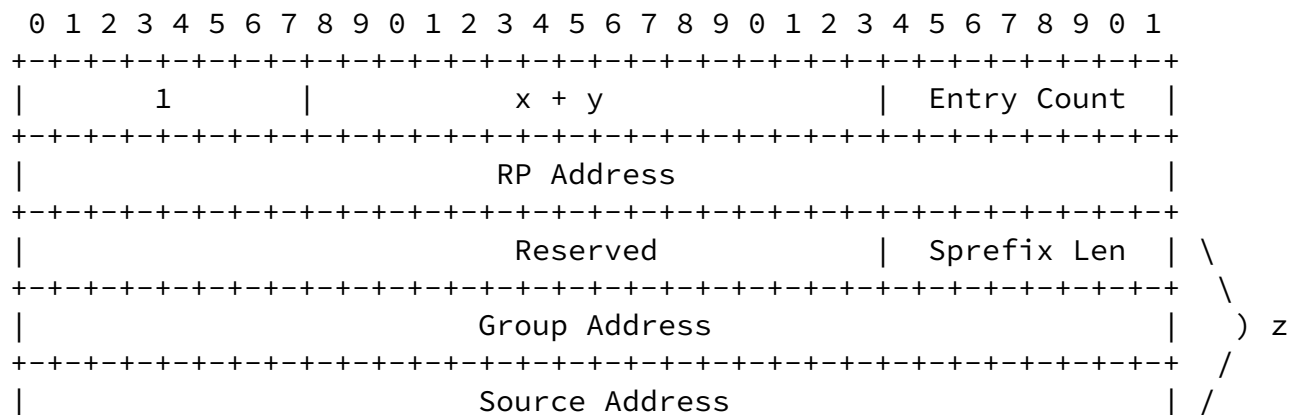 0 1 2 3 4 5 6 7 8 9 0 1 2 3 4 5 6 7 8 9 0 1 2 3 4 5 6 7 8 9 0 1
+-+-+-+-+-+-+-+-+-+-+-+-+-+-+-+-+-+-+-+-+-+-+-+-+-+-+-+-+-+-+-+-+
|       1       |           x + y               |  Entry Count  |
+-+-+-+-+-+-+-+-+-+-+-+-+-+-+-+-+-+-+-+-+-+-+-+-+-+-+-+-+-+-+-+-+
|                          RP Address                           |
+-+-+-+-+-+-+-+-+-+-+-+-+-+-+-+-+-+-+-+-+-+-+-+-+-+-+-+-+-+-+-+-+
|                           Reserved            |  Sprefix Len  | \
+-+-+-+-+-+-+-+-+-+-+-+-+-+-+-+-+-+-+-+-+-+-+-+-+-+-+-+-+-+-+-+-+  \
|                         Group Address                         |   ) z
+-+-+-+-+-+-+-+-+-+-+-+-+-+-+-+-+-+-+-+-+-+-+-+-+-+-+-+-+-+-+-+-+  /
|                         Source Address                        | /